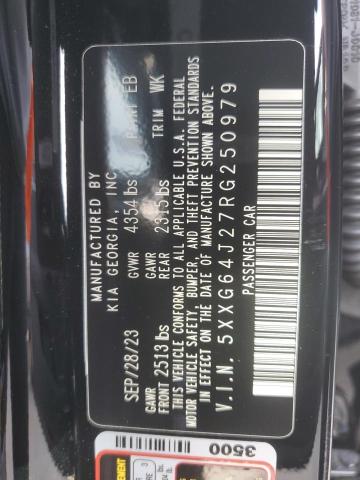 MANUFACTURED BY
KIA GEORGIA, INC.
SEP/28/23 GVWR 4354 lbs PAINT EB
GAWR FRONT 2513 lbs GAWR REAR 2315 lbs TRIM WK
THIS VEHICLE CONFORMS TO ALL APPLICABLE U.S.A. FEDERAL
MOTOR VEHICLE SAFETY, BUMPER, AND THEFT PREVENTION STANDARDS
IN EFFECT ON THE DATE OF MANUFACTURE SHOWN ABOVE.
V.I.N. 5XXG64J27RG250979
PASSENGER CAR
3500